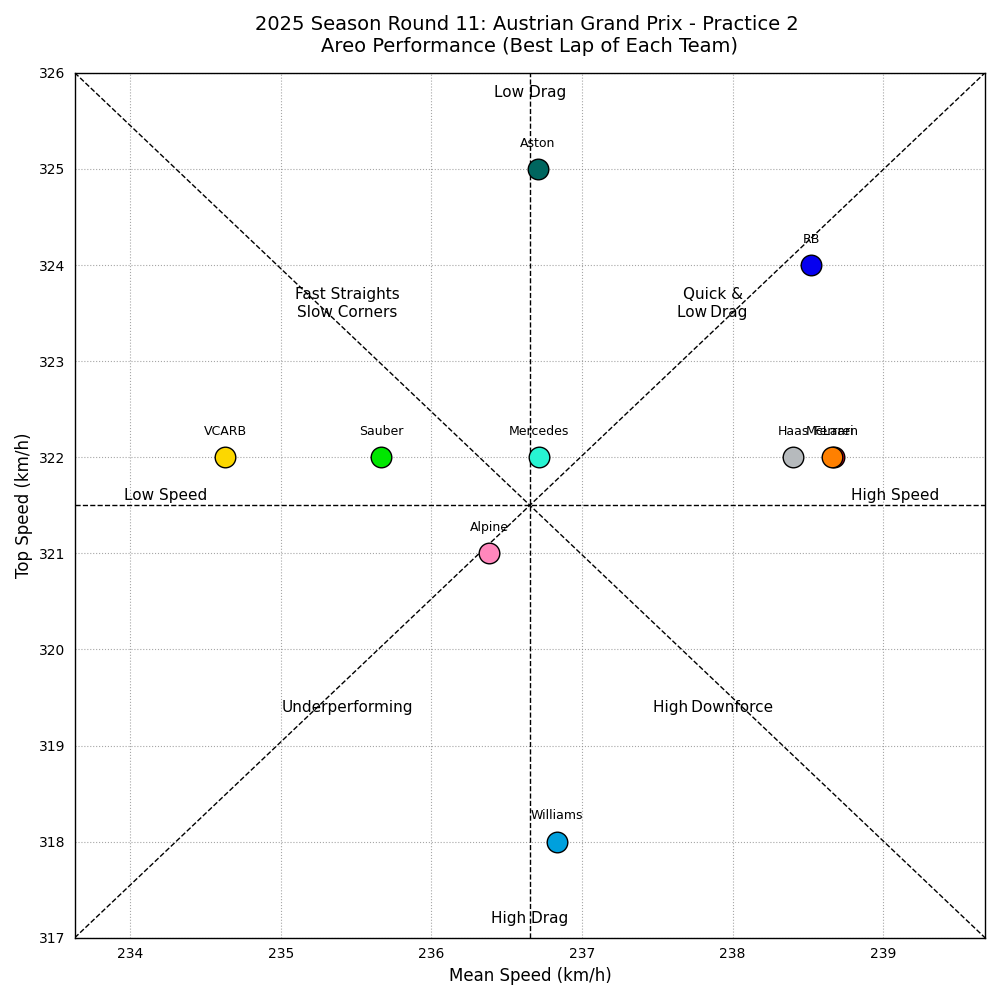 2025 Season Round 11: Austrian Grand Prix - Practice 2
Areo Performance (Best Lap of Each Team)
326
Low Drag
Aston
325
RB
324
Fast Straights
Slow Corners
Quick &
Low Drag
323
VCARB
Sauber
Mercedes
Haas
Ferrari
McLaren
322
Low Speed
High Speed
Alpine
321
320
Underperforming
High Downforce
319
Williams
318
High Drag
317
234
235
236
237
238
239
Mean Speed (km/h)
Top Speed (km/h)